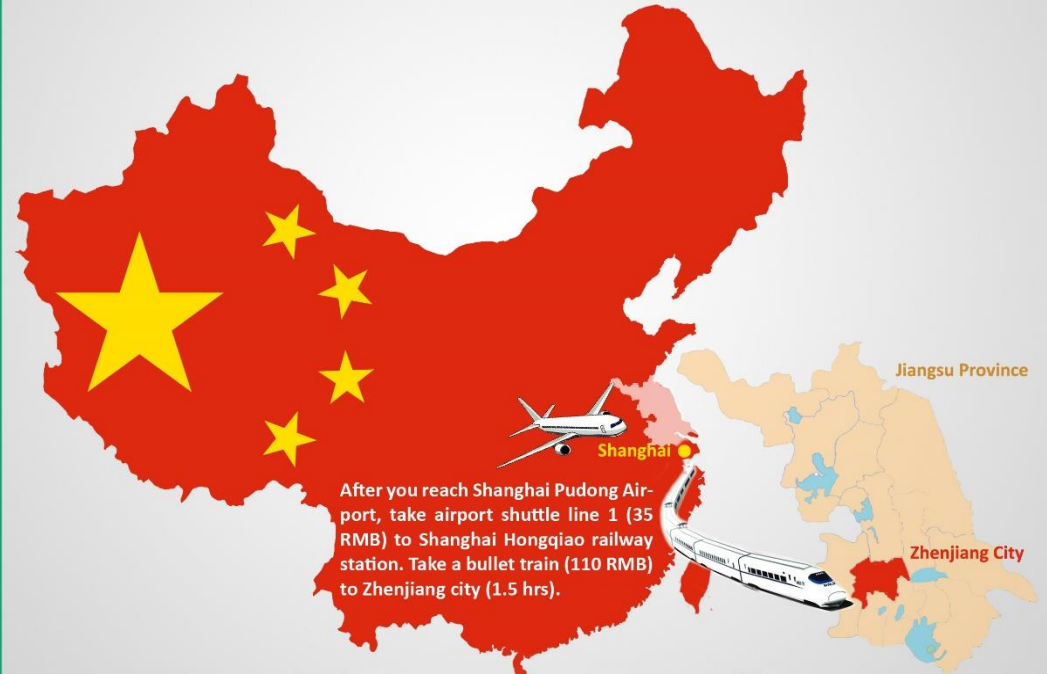 Jiangsu Province
Shanghai
After you reach Shanghai Pudong Air-
port, take airport shuttle line 1 (35
RMB) to Shanghai Hongqiao railway
station. Take a bullet train (110 RMB)
to Zhenjiang city (1.5 hrs).
Zhenjiang City